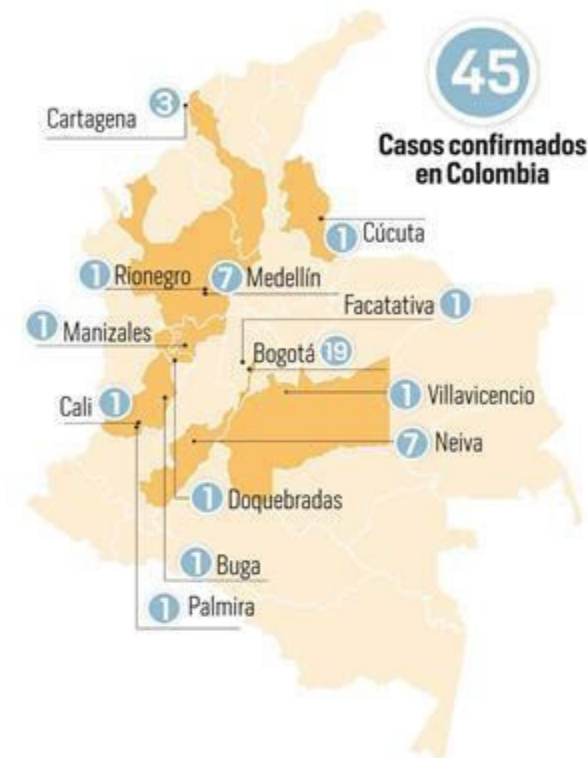 45
Casos confirmados
en Colombia
Cartagena 3
1 Cúcuta
1 Rionegro
7 Medellín
Facatativa 1
1 Manizales
Bogotá 19
Cali 1
1 Villavicencio
7 Neiva
1 Doquebradas
1 Buga
1 Palmira